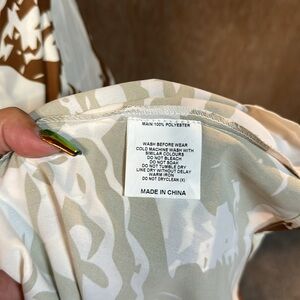 MAIN 100% POLYESTER
WASH BEFORE WEAR
COLD MACHINE WASH WITH
SIMILAR COLOURS
DO NOT BLEACH
DO NOT SOAK
DO NOT TUMBLE DRY
LINE DRY WITHOUT DELAY
WARM IRON
DO NOT DRYCLEAN (X)
MADE IN CHINA